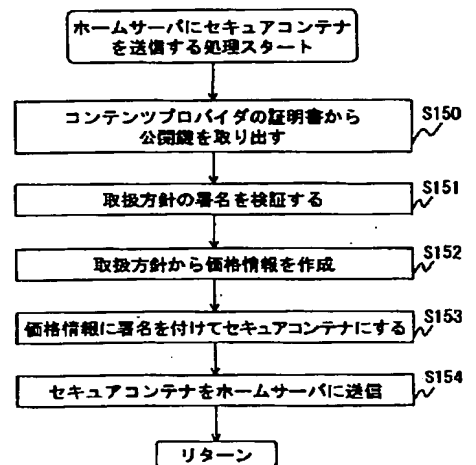 ホームサーバにセキュアコンテナ
を送信する処理スタート
コンテンツプロバイダの証明書から
公開鍵を取り出す
S150
取扱方針の署名を検証する
S151
取扱方針から価格情報を作成
S152
価格情報に署名を付けてセキュアコンテナにする
S153
セキュアコンテナをホームサーバに送信
S154
リターン